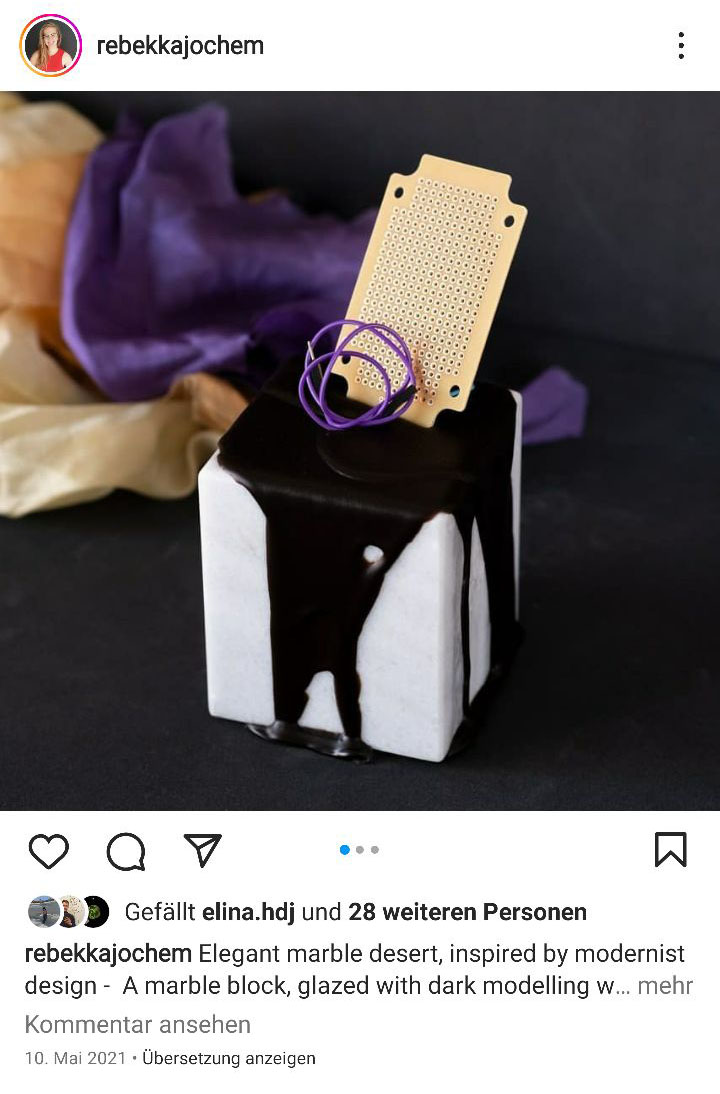 rebekkajochem
Gefällt elina.hdj und 28 weiteren Personen
rebekkajochem Elegant marble desert, inspired by modernist
design - A marble block, glazed with dark modelling w... mehr
Kommentar ansehen
10. Mai 2021 • Übersetzung anzeigen